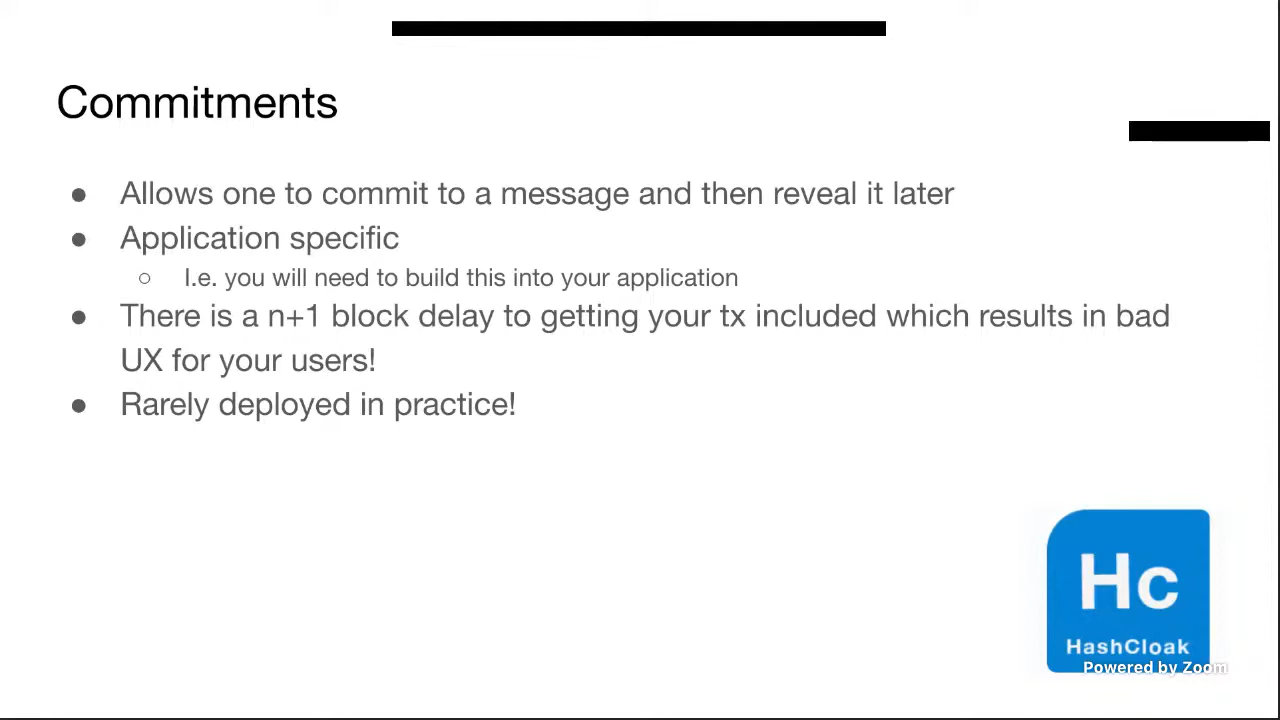 Commitments
● Allows one to commit to a message and then reveal it later
● Application specific
○ I.e. you will need to build this into your application
● There is a n+1 block delay to getting your tx included which results in bad
UX for your users!
● Rarely deployed in practice!
Hc
HashCloak
Powered by Zoom